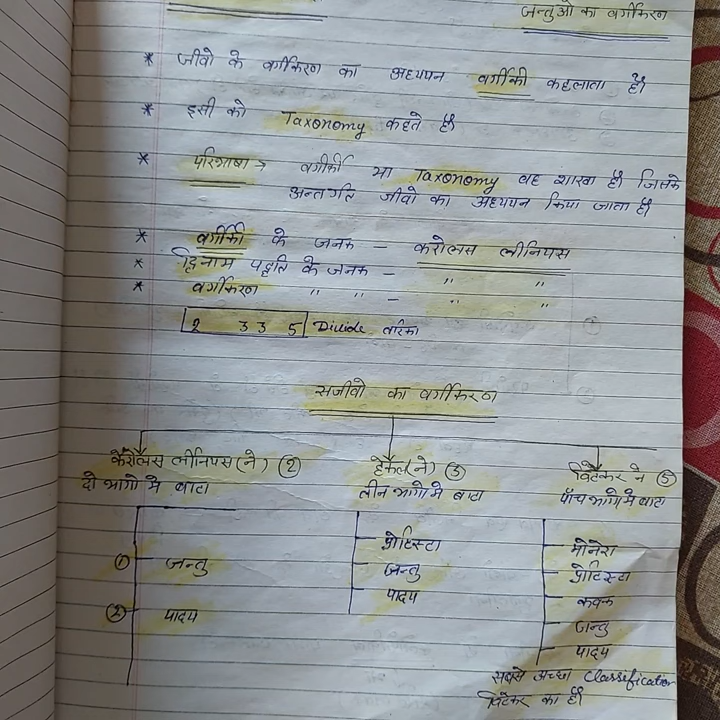 जन्तुओ का वर्गीकरण
* जीवो के वर्गीकरण का अध्ययन वर्गीकी कहलाता है।
* इसी को Taxonomy कहते है।
* परिभाषा → वर्गीकी या Taxonomy वह शाखा है। जिसके
अन्तर्गत जीवो का अध्ययन किया जाता है।
* वर्गीकी के जनक – करोलस लीनियस
* द्विनाम पद्धति के जनक – " "
* वर्गीकरण " " – " "
2 3 3 5 Divide तरिका
सजीवो का वर्गीकरण
कैरोलस लीनियस(ने) ② हेकल(ने) ③ विटेकर ने ⑤
दो भागो मे बाटा तीन भागो मे बाटा पाँच भागो मे बाटा
प्रोटिस्टा मोनेरा
① जन्तु जन्तु प्रोटिस्टा
② पादप पादप कवक
जन्तु
पादप
सबसे अच्छा Classification
विटेकर का है।